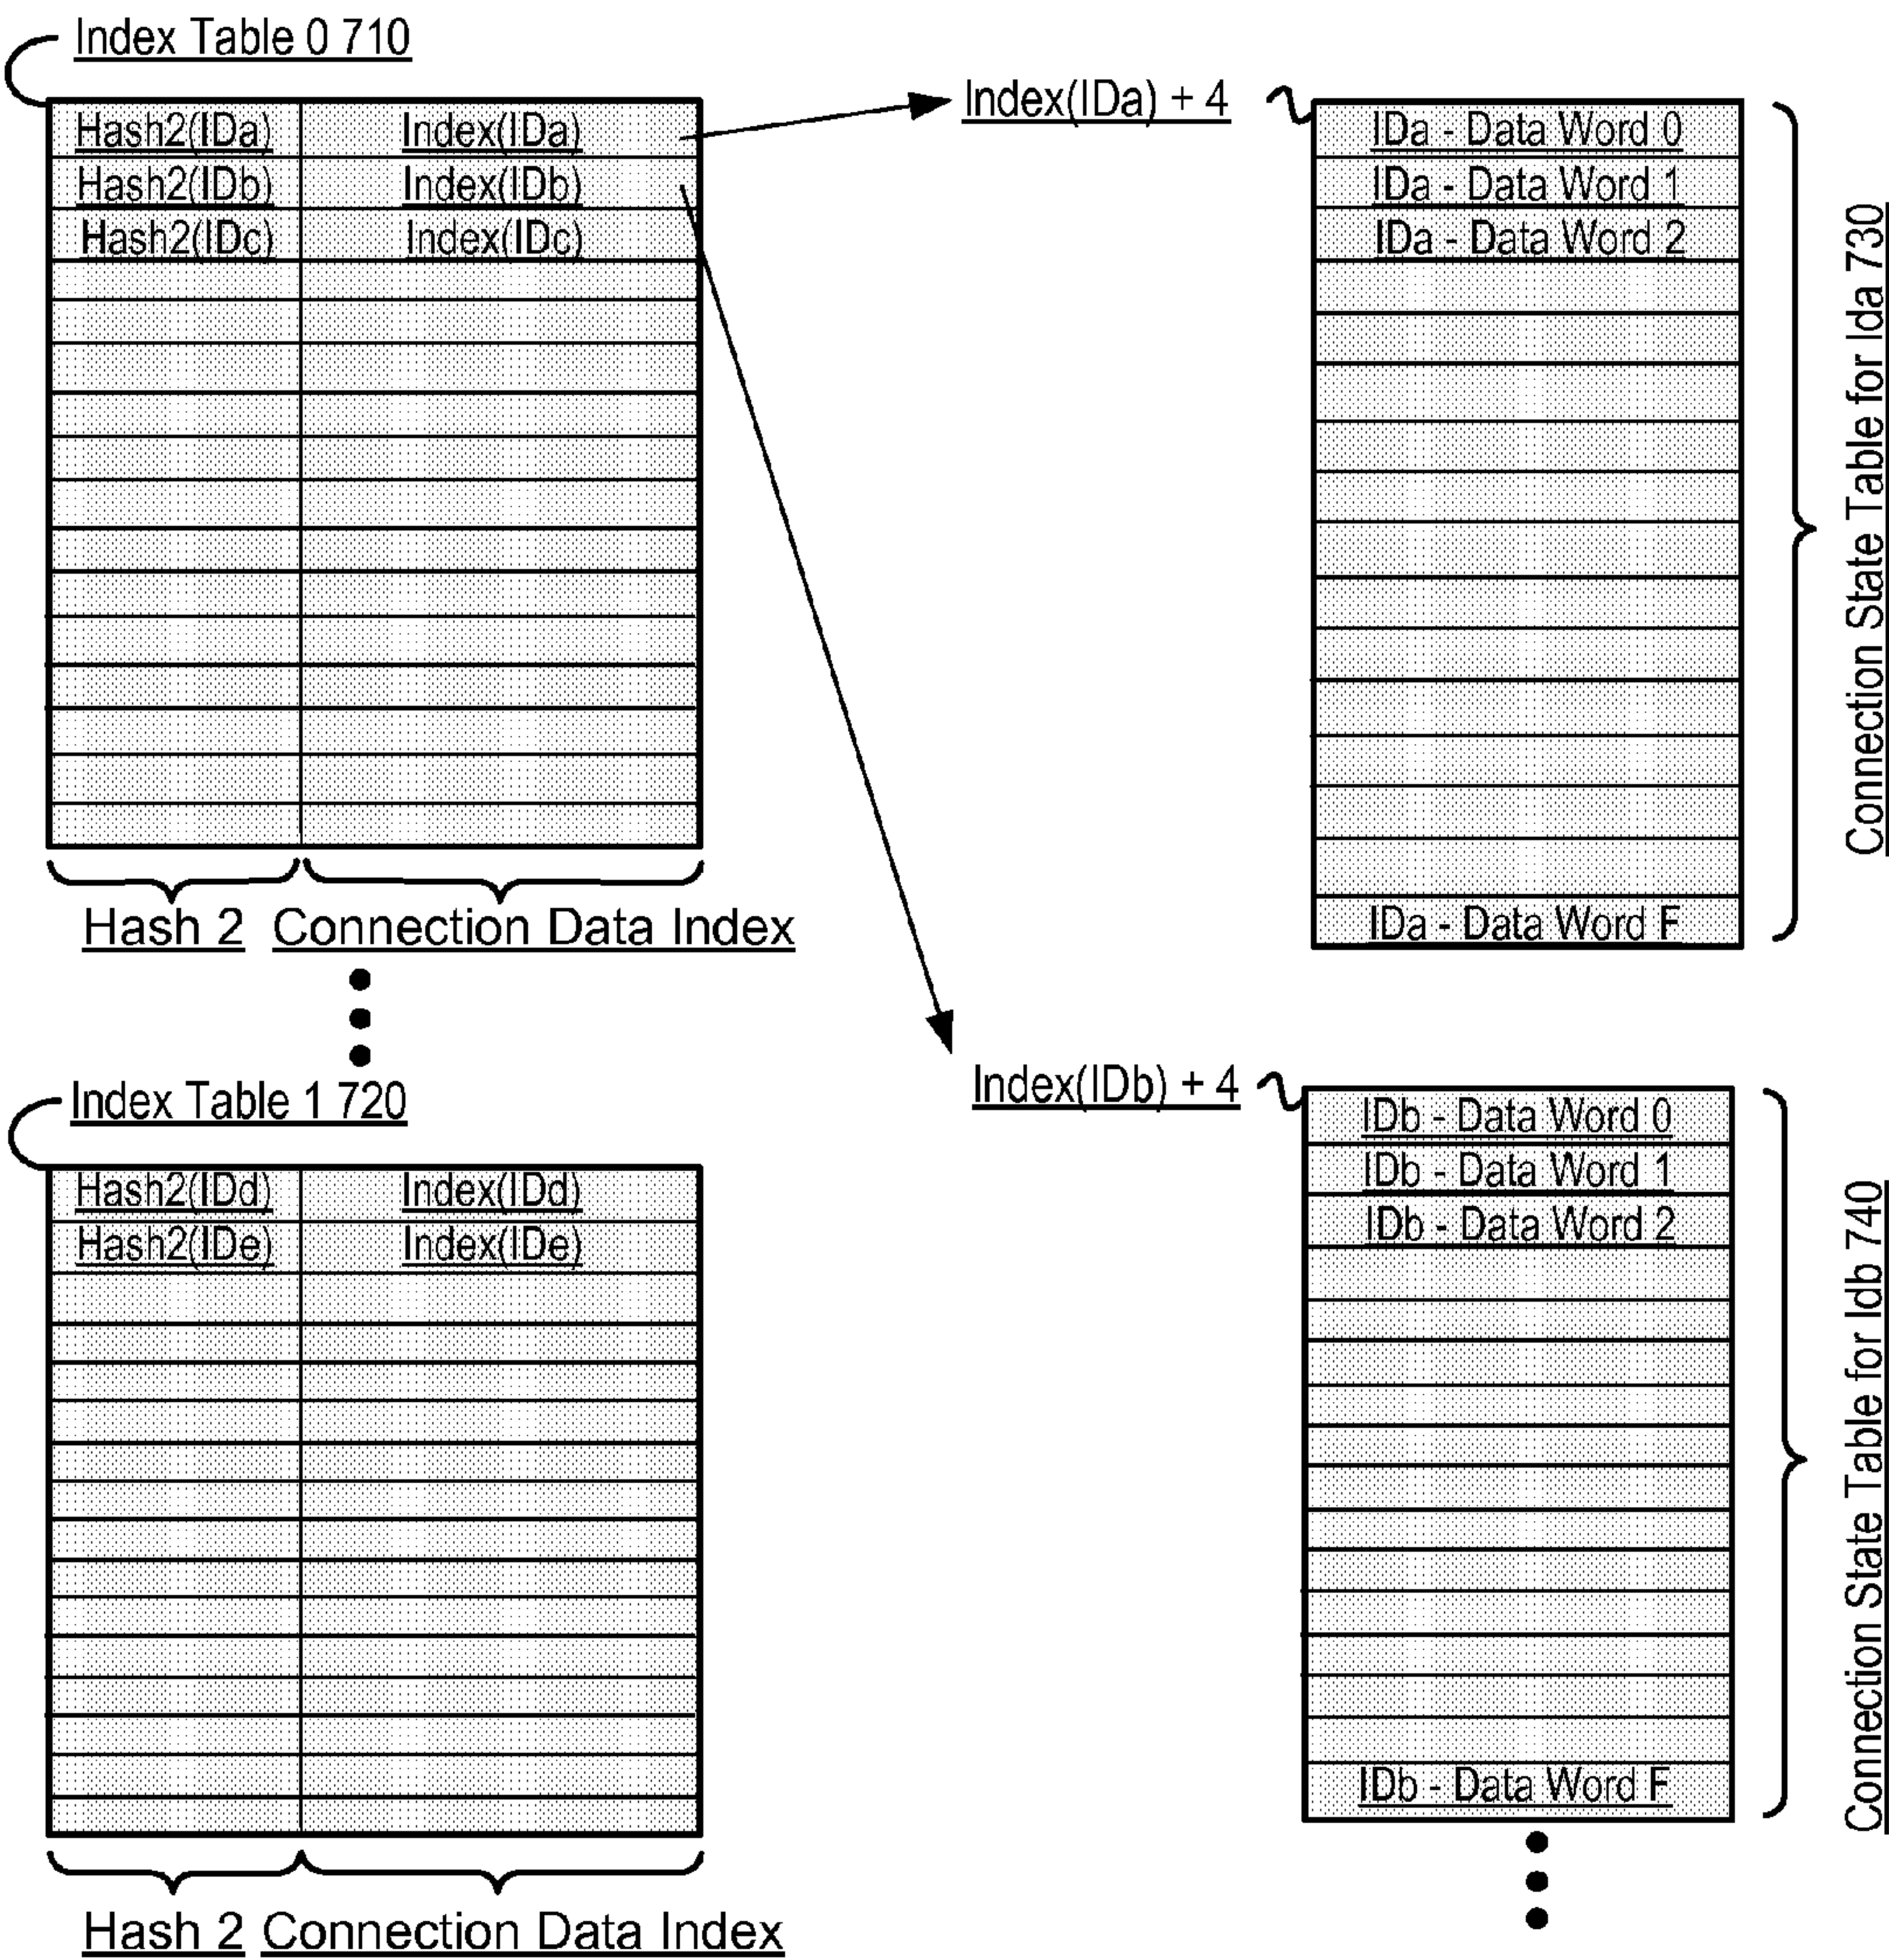 Index Table 0 710
Hash2(IDa) Index(IDa)
Hash2(IDb) Index(IDb)
Hash2(IDc) Index(IDc)
Hash 2 Connection Data Index
Index(IDa) + 4
IDa - Data Word 0
IDa - Data Word 1
IDa - Data Word 2
IDa - Data Word F
Connection State Table for Ida 730
Index Table 1 720
Hash2(IDd) Index(IDd)
Hash2(IDe) Index(IDe)
Hash 2 Connection Data Index
Index(IDb) + 4
IDb - Data Word 0
IDb - Data Word 1
IDb - Data Word 2
IDb - Data Word F
Connection State Table for Idb 740